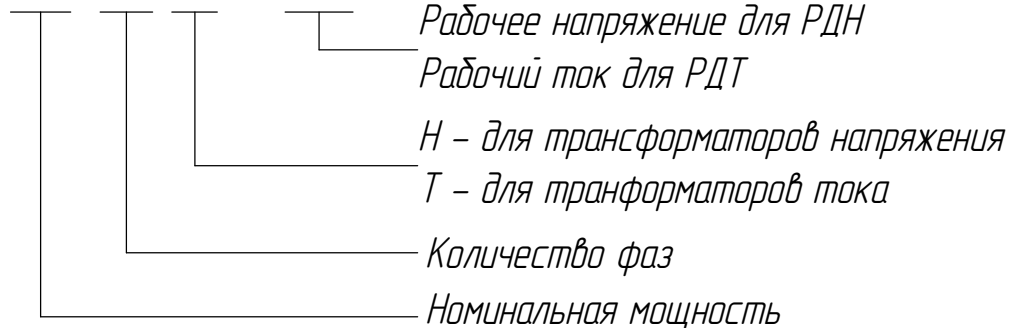 Рабочее напряжение для РДН
Рабочий ток для РДТ
Н – для трансформаторов напряжения
Т – для транформаторов тока
Количество фаз
Номинальная мощность